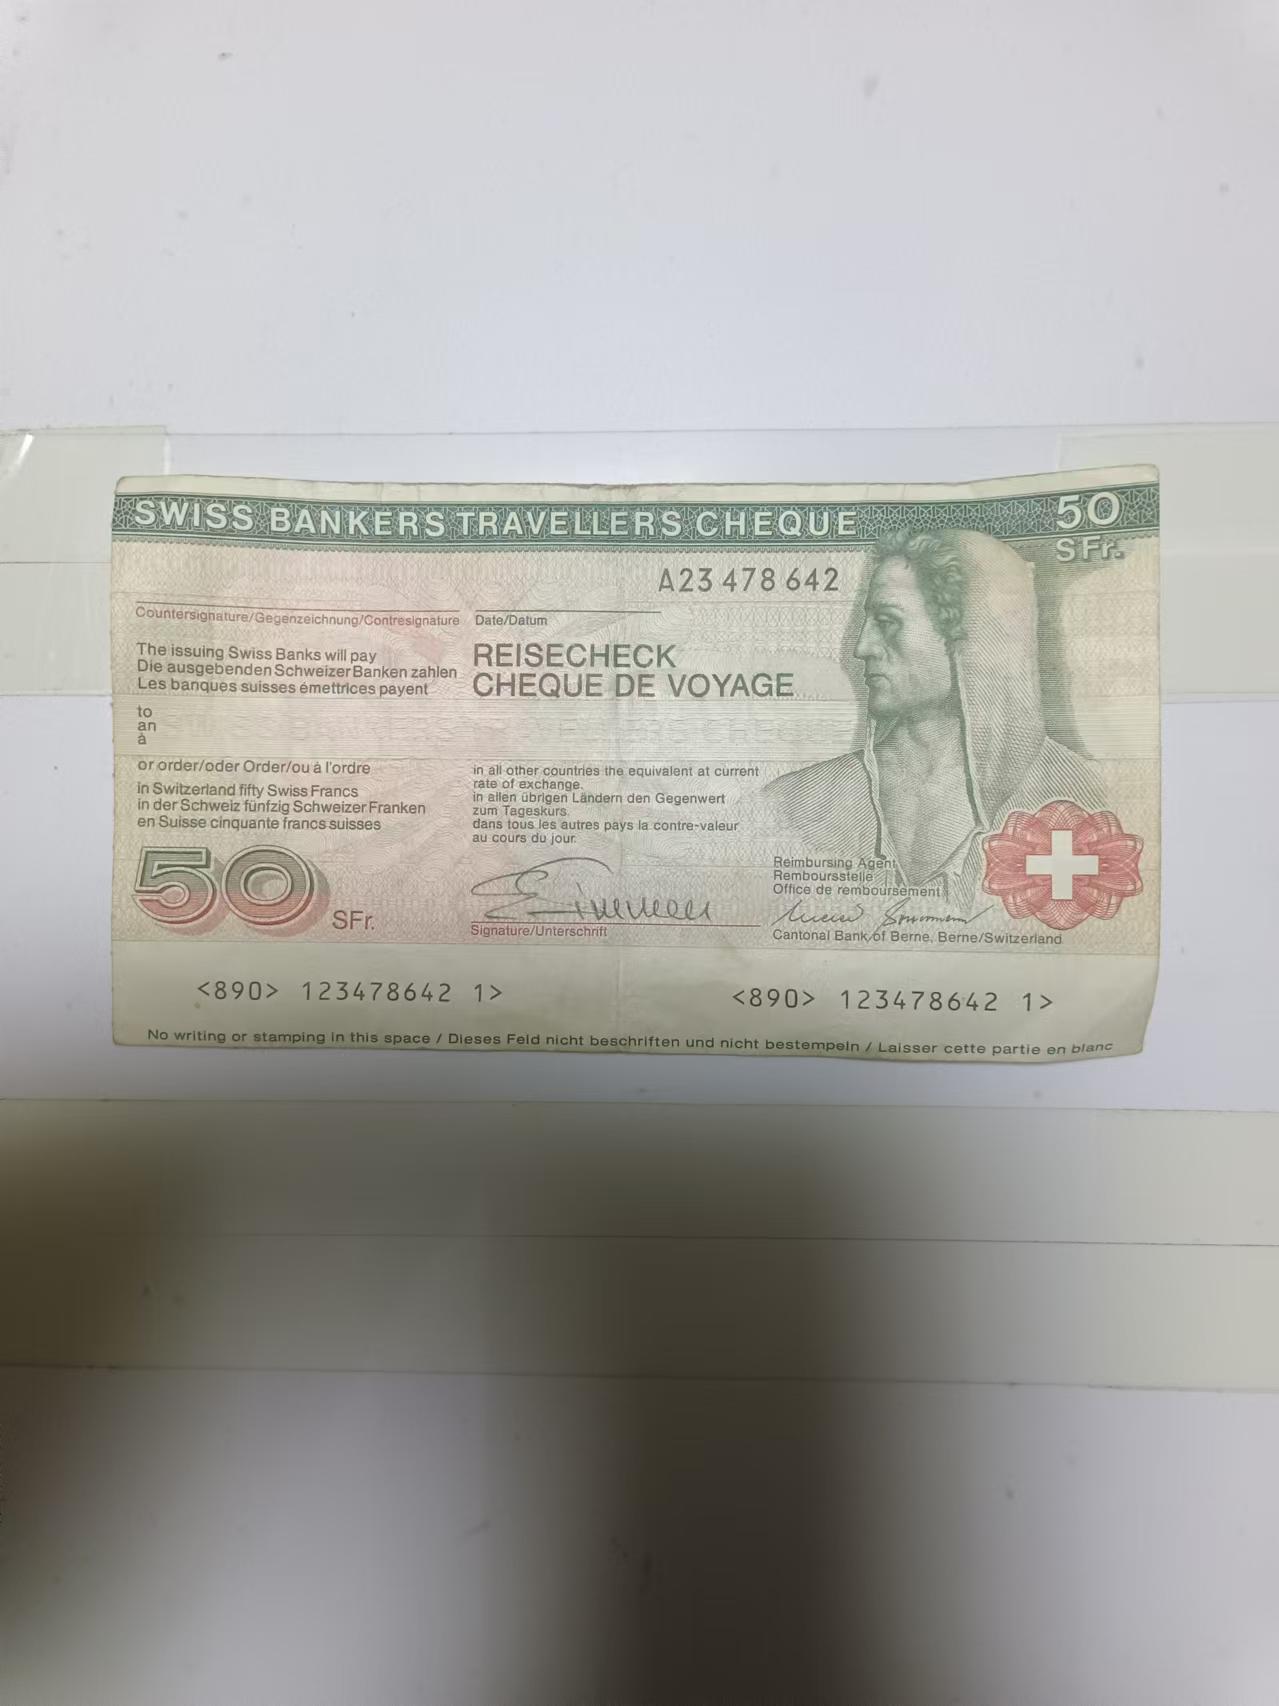 SWISS BANKERS TRAVELLERS CHEQUE
50
SFr.
A23 478 642
Countersignature/Gegenzeichnung/Contresignature
Date/Datum
The issuing Swiss Banks will pay
Die ausgebenden Schweizer Banken zahlen
Les banques suisses émettrices payent
REISECHECK
CHEQUE DE VOYAGE
to
an
à
or order/oder Order/ou à l'ordre
in Switzerland fifty Swiss Francs
in der Schweiz fünfzig Schweizer Franken
en Suisse cinquante francs suisses
in all other countries the equivalent at current
rate of exchange.
in allen übrigen Ländern den Gegenwert
zum Tageskurs.
dans tous les autres pays la contre-valeur
au cours du jour.
50 SFr.
Signature/Unterschrift
Reimbursing Agent
Remboursstelle
Office de remboursement
Cantonal Bank of Berne, Berne/Switzerland
<890> 123478642 1>
<890> 123478642 1>
No writing or stamping in this space / Dieses Feld nicht beschriften und nicht bestempeln / Laisser cette partie en blanc